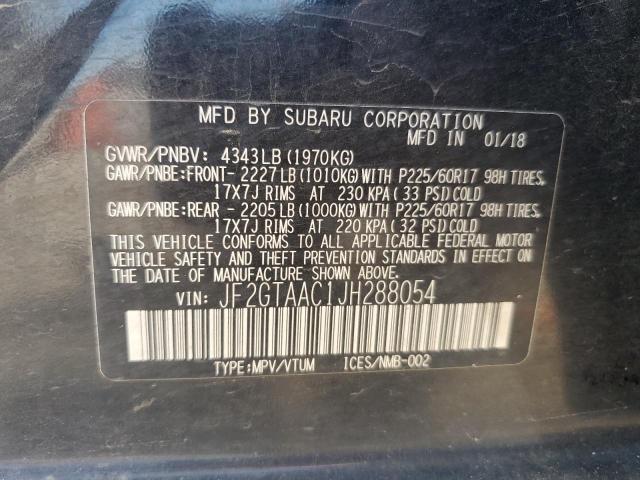 MFD BY SUBARU CORPORATION
MFD IN 01/18
GVWR/PNBV: 4343LB (1970KG)
GAWR/PNBE:FRONT- 2227LB (1010KG) WITH P225/60R17 98H TIRES,
17X7J RIMS AT 230 KPA (33 PSI) COLD
GAWR/PNBE:REAR - 2205LB (1000KG) WITH P225/60R17 98H TIRES,
17X7J RIMS AT 220 KPA (32 PSI) COLD
THIS VEHICLE CONFORMS TO ALL APPLICABLE FEDERAL MOTOR
VEHICLE SAFETY AND THEFT PREVENTION STANDARDS IN EFFECT
ON THE DATE OF MANUFACTURE SHOWN ABOVE.
VIN: JF2GTAAC1JH288054
TYPE:MPV/VTUM ICES/NMB-002